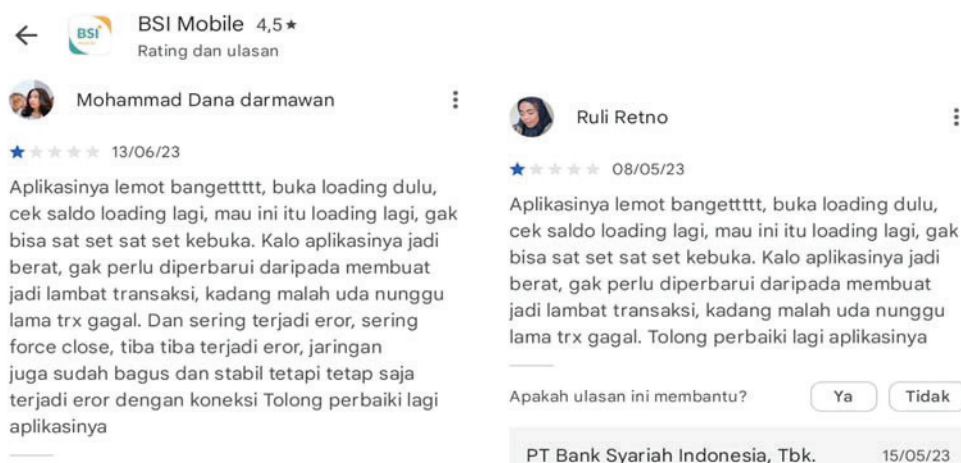 BSI Mobile 4,5★
BSI
Rating dan ulasan
Mohammad Dana darmawan
13/06/23
Aplikasinya lemot bangettttt, buka loading dulu,
cek saldo loading lagi, mau ini itu loading lagi, gak
bisa sat set sat set kebuka. Kalo aplikasinya jadi
berat, gak perlu diperbarui daripada membuat
jadi lambat transaksi, kadang malah uda nunggu
lama trx gagal. Dan sering terjadi eror, sering
force close, tiba tiba terjadi eror, jaringan
juga sudah bagus dan stabil tetapi tetap saja
terjadi eror dengan koneksi Tolong perbaiki lagi
aplikasinya
Ruli Retno
08/05/23
Aplikasinya lemot bangettttt, buka loading dulu,
cek saldo loading lagi, mau ini itu loading lagi, gak
bisa sat set sat set kebuka. Kalo aplikasinya jadi
berat, gak perlu diperbarui daripada membuat
jadi lambat transaksi, kadang malah uda nunggu
lama trx gagal. Tolong perbaiki lagi aplikasinya
Apakah ulasan ini membantu? Ya Tidak
PT Bank Syariah Indonesia, Tbk. 15/05/23